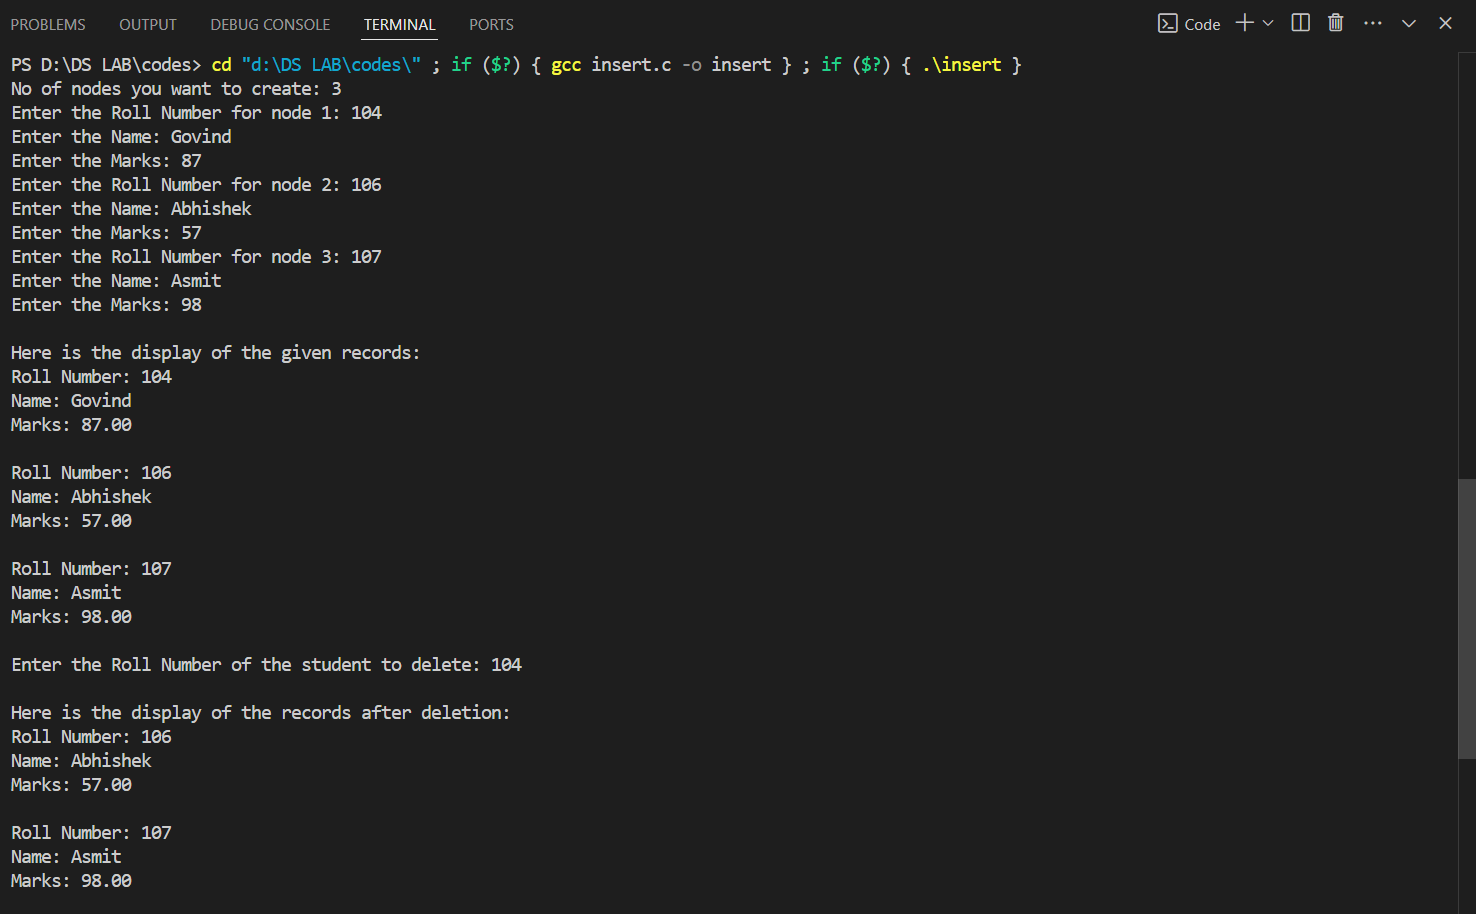 PROBLEMS OUTPUT DEBUG CONSOLE TERMINAL PORTS Code
PS D:\DS LAB\codes> cd "d:\DS LAB\codes\" ; if ($?) { gcc insert.c -o insert } ; if ($?) { .\insert }
No of nodes you want to create: 3
Enter the Roll Number for node 1: 104
Enter the Name: Govind
Enter the Marks: 87
Enter the Roll Number for node 2: 106
Enter the Name: Abhishek
Enter the Marks: 57
Enter the Roll Number for node 3: 107
Enter the Name: Asmit
Enter the Marks: 98

Here is the display of the given records:
Roll Number: 104
Name: Govind
Marks: 87.00

Roll Number: 106
Name: Abhishek
Marks: 57.00

Roll Number: 107
Name: Asmit
Marks: 98.00

Enter the Roll Number of the student to delete: 104

Here is the display of the records after deletion:
Roll Number: 106
Name: Abhishek
Marks: 57.00

Roll Number: 107
Name: Asmit
Marks: 98.00